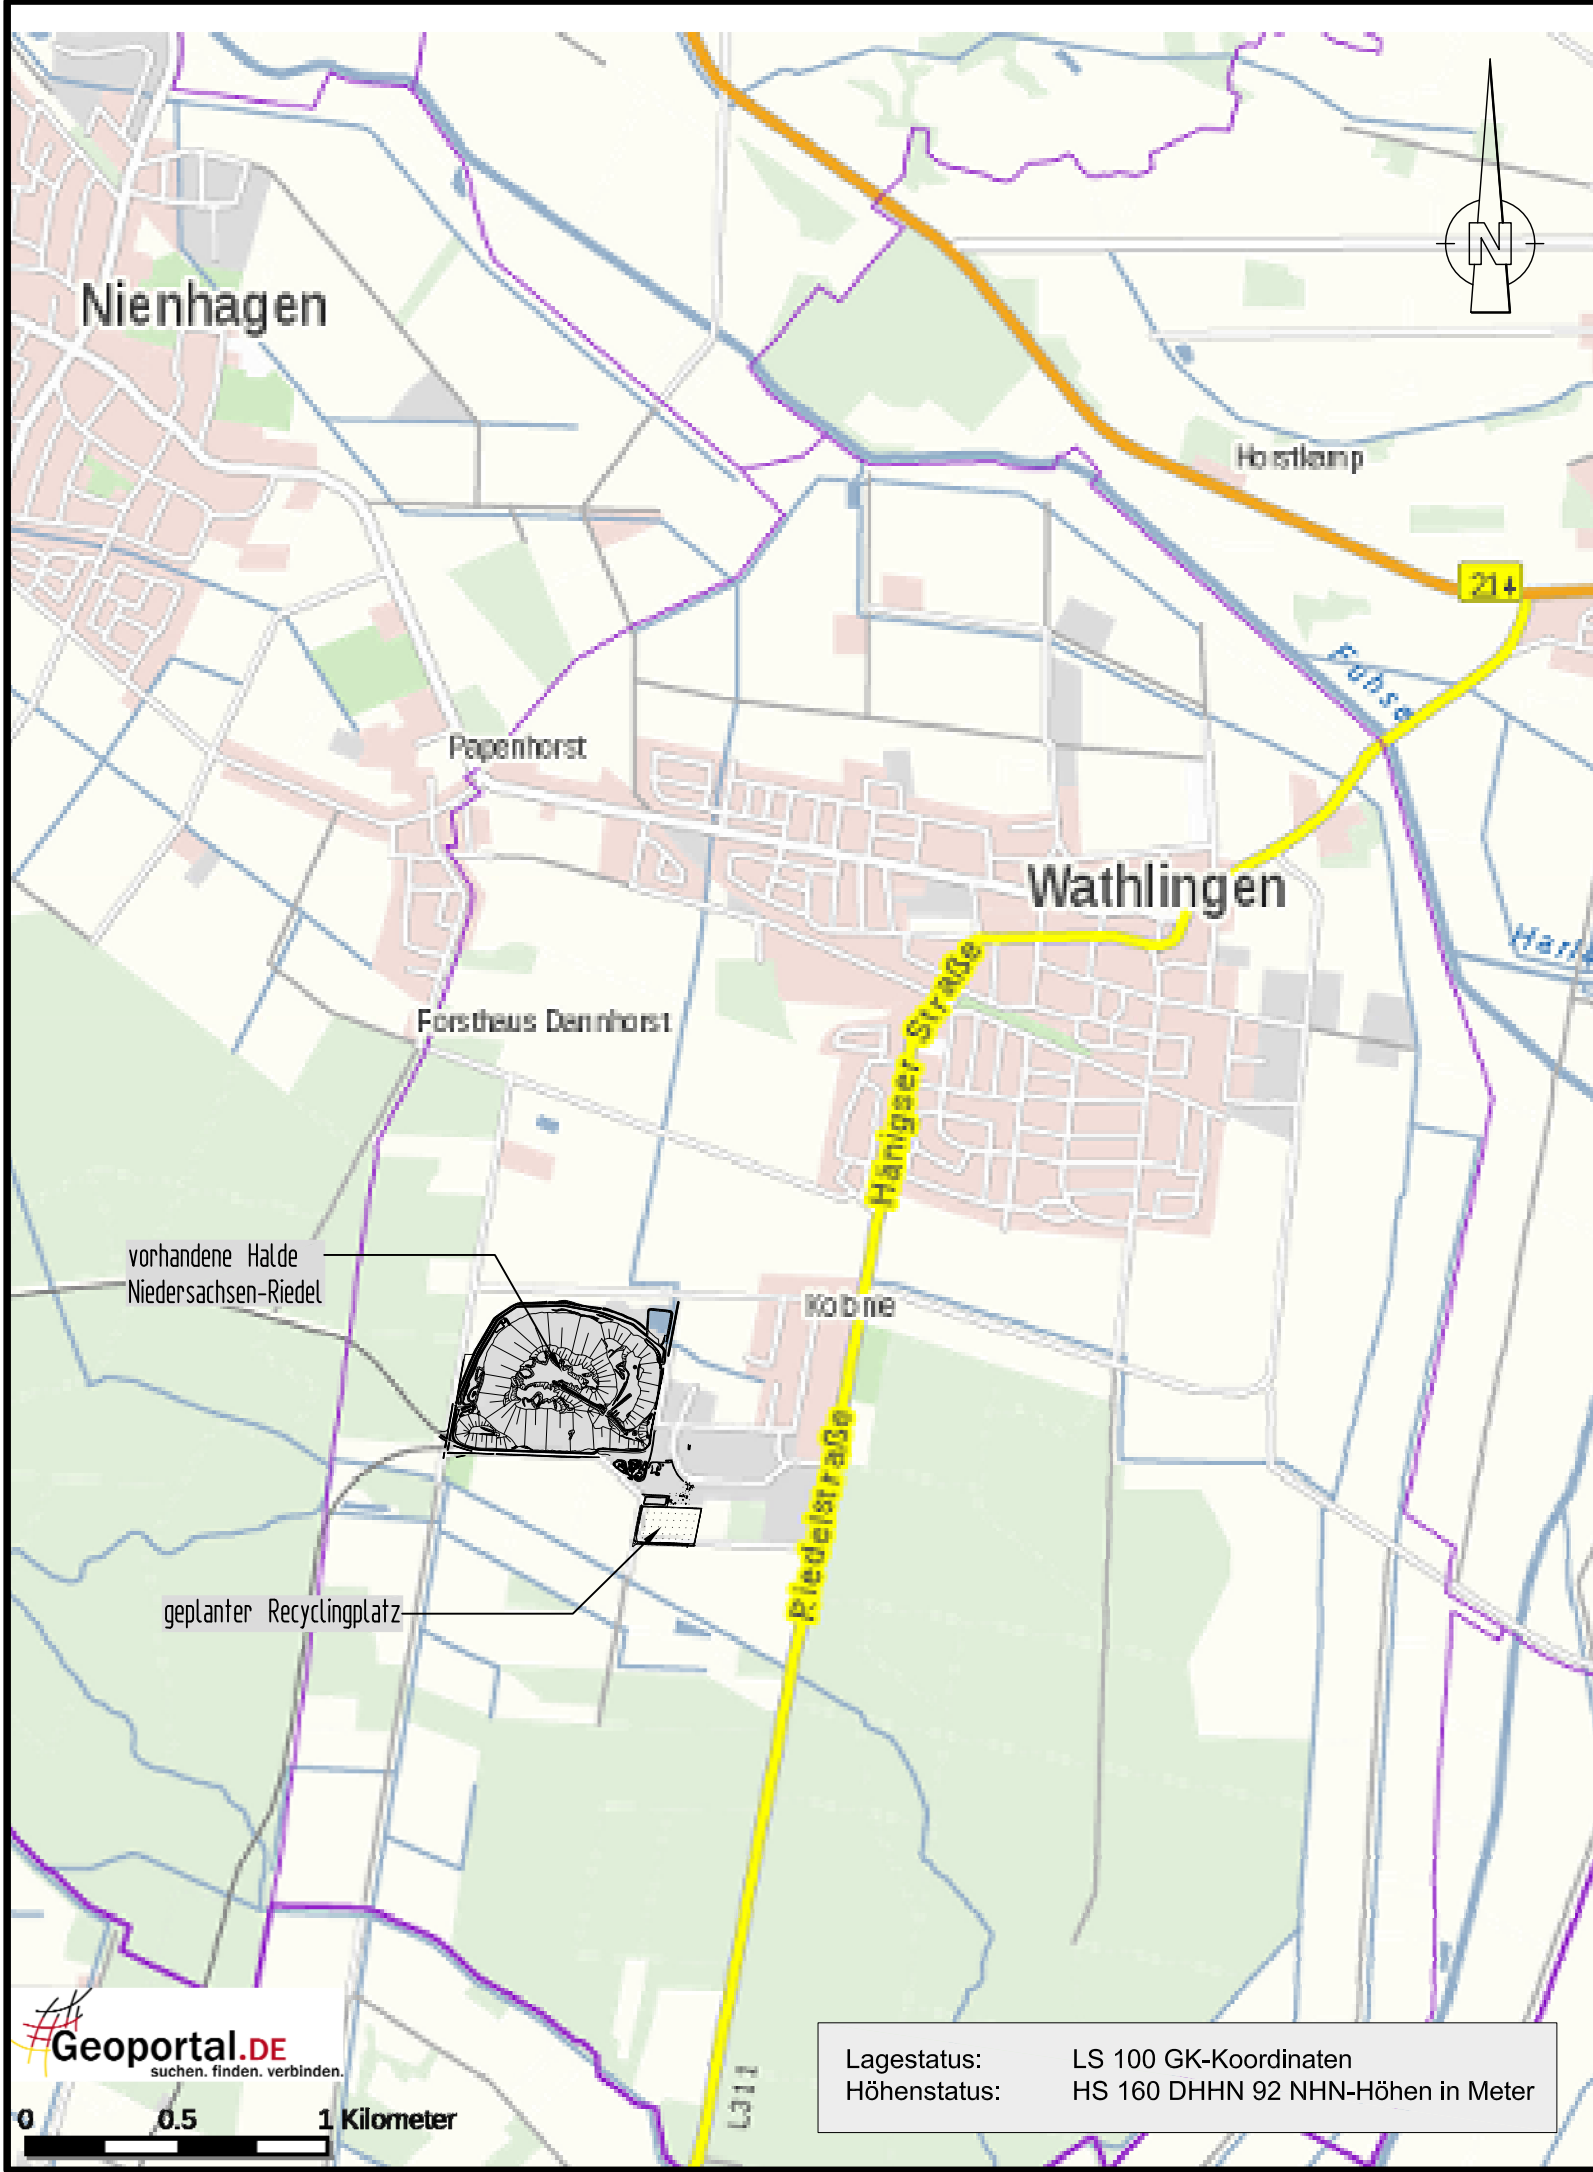 N
Nienhagen
Horstkamp
214
Fuhse
Papenhorst
Wathlingen
Hänigser Straße
Forsthaus Dannhorst
vorhandene Halde
Niedersachsen-Riedel
Kolonie
Riedelstraße
geplanter Recyclingplatz
Geoportal.DE
suchen. finden. verbinden.
L311
Lagestatus: LS 100 GK-Koordinaten
Höhenstatus: HS 160 DHHN 92 NHN-Höhen in Meter
0 0.5 1 Kilometer